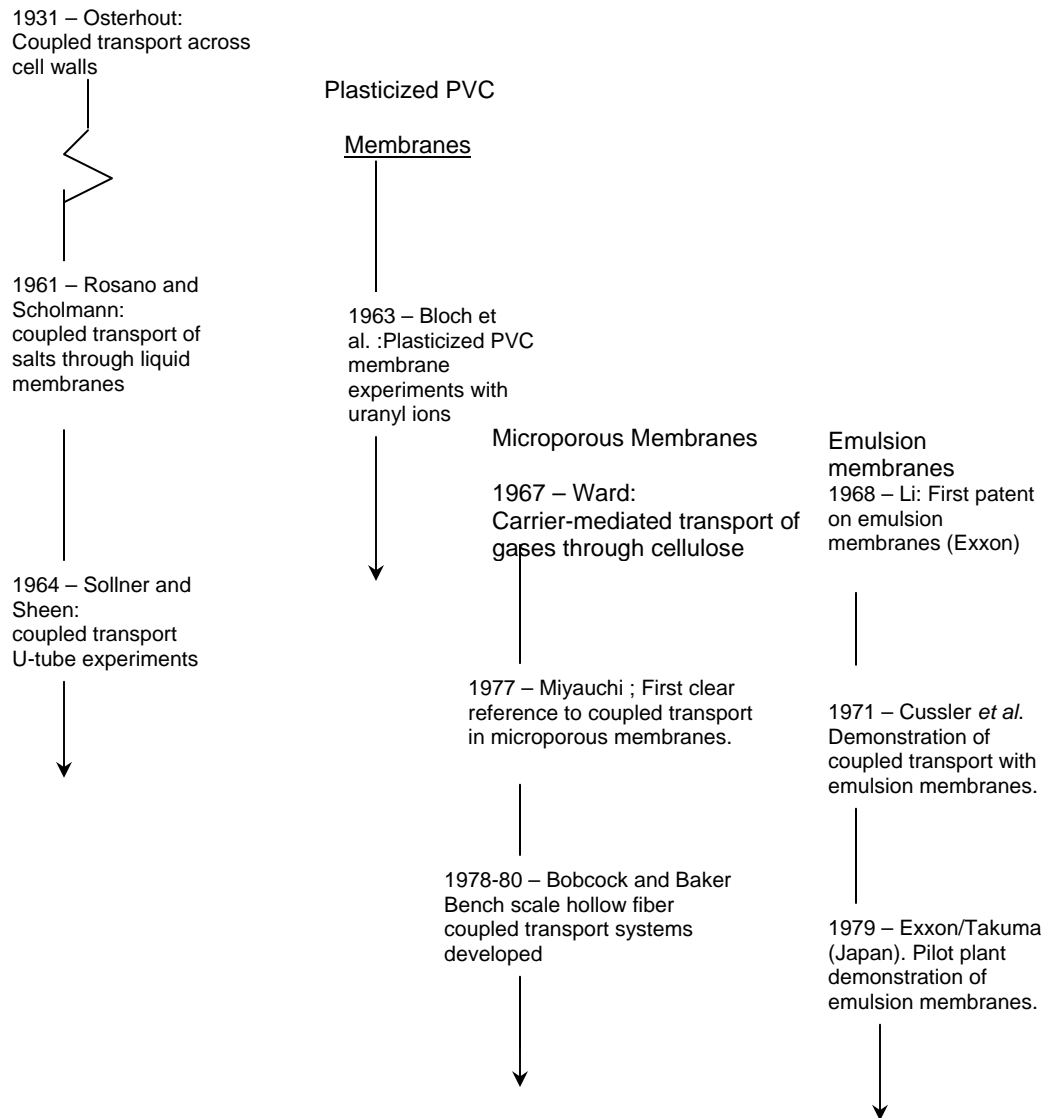 1931 – Osterhout:
Coupled transport across
cell walls
1961 – Rosano and
Scholmann:
coupled transport of
salts through liquid
membranes
1964 – Sollner and
Sheen:
coupled transport
U-tube experiments
Plasticized PVC
Membranes
1963 – Bloch et
al. :Plasticized PVC
membrane
experiments with
uranyl ions
Microporous Membranes
1967 – Ward:
Carrier-mediated transport of
gases through cellulose
1977 – Miyauchi ; First clear
reference to coupled transport
in microporous membranes.
1978-80 – Bobcock and Baker
Bench scale hollow fiber
coupled transport systems
developed
Emulsion
membranes
1968 – Li: First patent
on emulsion
membranes (Exxon)
1971 – Cussler et al.
Demonstration of
coupled transport with
emulsion membranes.
1979 – Exxon/Takuma
(Japan). Pilot plant
demonstration of
emulsion membranes.